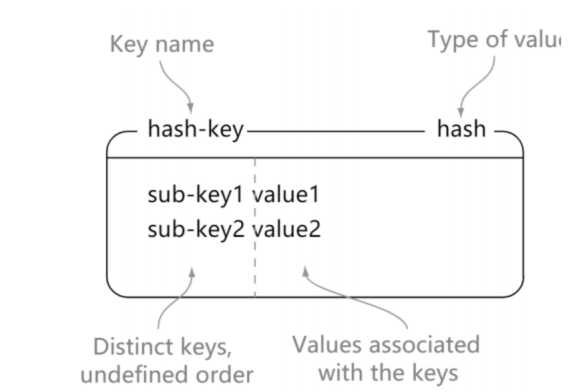 Key name
Type of valu
hash-key
hash
sub-key1 value1
sub-key2 value2
Distinct keys,
undefined order
Values associated
with the keys